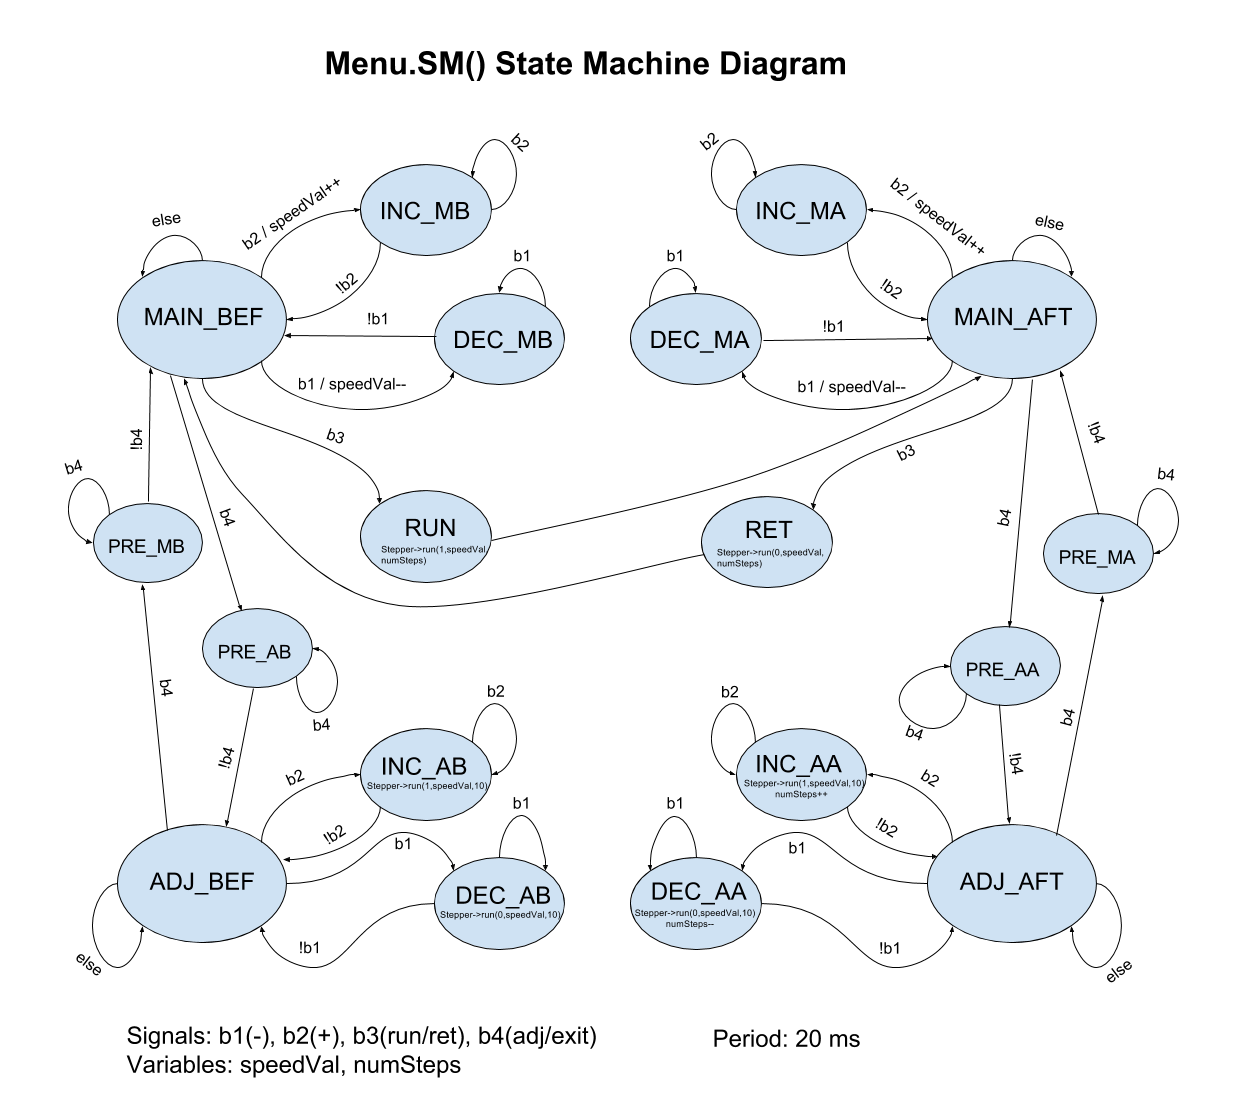 Menu.SM() State Machine Diagram
b2
b2
else
b2 / speedVal++
INC_MB
INC_MA
b2 / speedVal++
else
!b2
b1
b1
!b2
MAIN_BEF
!b1
DEC_MB
DEC_MA
!b1
MAIN_AFT
b1 / speedVal--
b1 / speedVal--
!b4
b3
b3
!b4
b4
b4
b4
b4
RUN
Stepper->run(1,speedVal,
numSteps)
RET
Stepper->run(0,speedVal,
numSteps)
PRE_MB
PRE_MA
PRE_AB
PRE_AA
b4
b4
b4
b4
!b4
!b4
b2
b2
b2
INC_AB
Stepper->run(1,speedVal,10)
INC_AA
Stepper->run(1,speedVal,10)
numSteps++
b2
!b2
b1
b1
!b2
b1
b1
ADJ_BEF
DEC_AB
Stepper->run(0,speedVal,10)
DEC_AA
Stepper->run(0,speedVal,10)
numSteps--
ADJ_AFT
else
!b1
!b1
else
Signals: b1(-), b2(+), b3(run/ret), b4(adj/exit)
Variables: speedVal, numSteps
Period: 20 ms